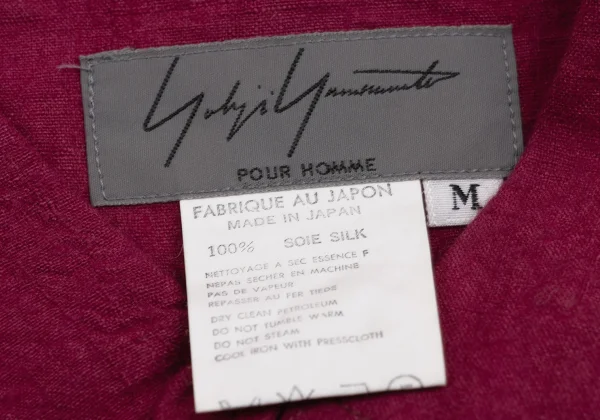 Yohji Yamamoto
POUR HOMME
M
FABRIQUE AU JAPON
MADE IN JAPAN
100% SOIE SILK
NETTOYAGE A SEC ESSENCE F
NEPAS SECHER EN MACHINE
PAS DE VAPEUR
REPASSER AU FER TIEDE
DRY CLEAN PETROLEUM
DO NOT TUMBLE WARM
DO NOT STEAM
COOL IRON WITH PRESSCLOTH